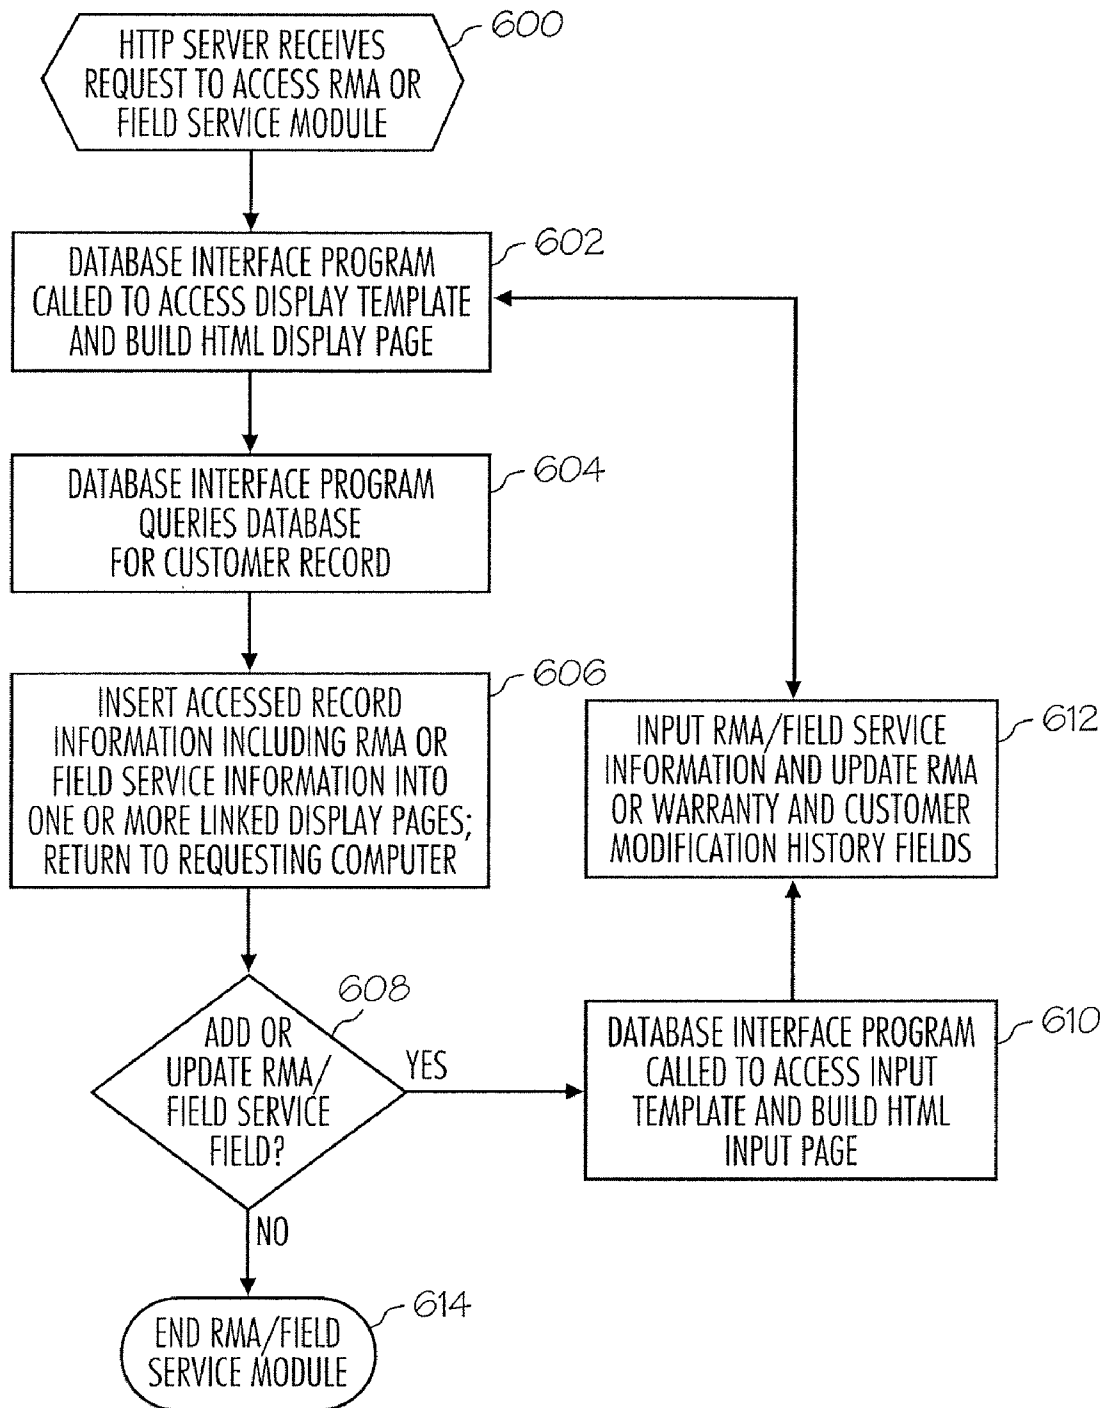 HTTP SERVER RECEIVES
REQUEST TO ACCESS RMA OR
FIELD SERVICE MODULE
600
DATABASE INTERFACE PROGRAM
CALLED TO ACCESS DISPLAY TEMPLATE
AND BUILD HTML DISPLAY PAGE
602
DATABASE INTERFACE PROGRAM
QUERIES DATABASE
FOR CUSTOMER RECORD
604
INSERT ACCESSED RECORD
INFORMATION INCLUDING RMA OR
FIELD SERVICE INFORMATION INTO
ONE OR MORE LINKED DISPLAY PAGES;
RETURN TO REQUESTING COMPUTER
606
INPUT RMA/FIELD SERVICE
INFORMATION AND UPDATE RMA
OR WARRANTY AND CUSTOMER
MODIFICATION HISTORY FIELDS
612
ADD OR
UPDATE RMA/
FIELD SERVICE
FIELD?
608
YES
DATABASE INTERFACE PROGRAM
CALLED TO ACCESS INPUT
TEMPLATE AND BUILD HTML
INPUT PAGE
610
NO
END RMA/FIELD
SERVICE MODULE
614